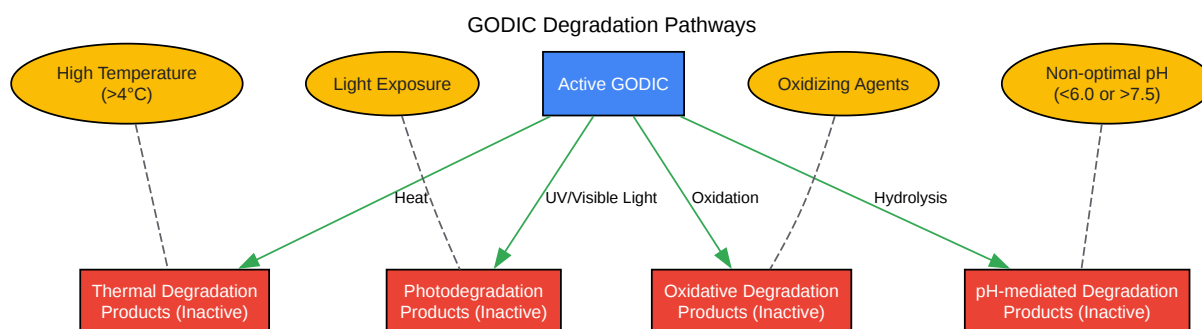 GODIC Degradation Pathways
High Temperature
(>4°C)
Light Exposure
Active GODIC
Oxidizing Agents
Non-optimal pH
(<6.0 or >7.5)
Heat
UV/Visible Light
Oxidation
Hydrolysis
Thermal Degradation
Products (Inactive)
Photodegradation
Products (Inactive)
Oxidative Degradation
Products (Inactive)
pH-mediated Degradation
Products (Inactive)